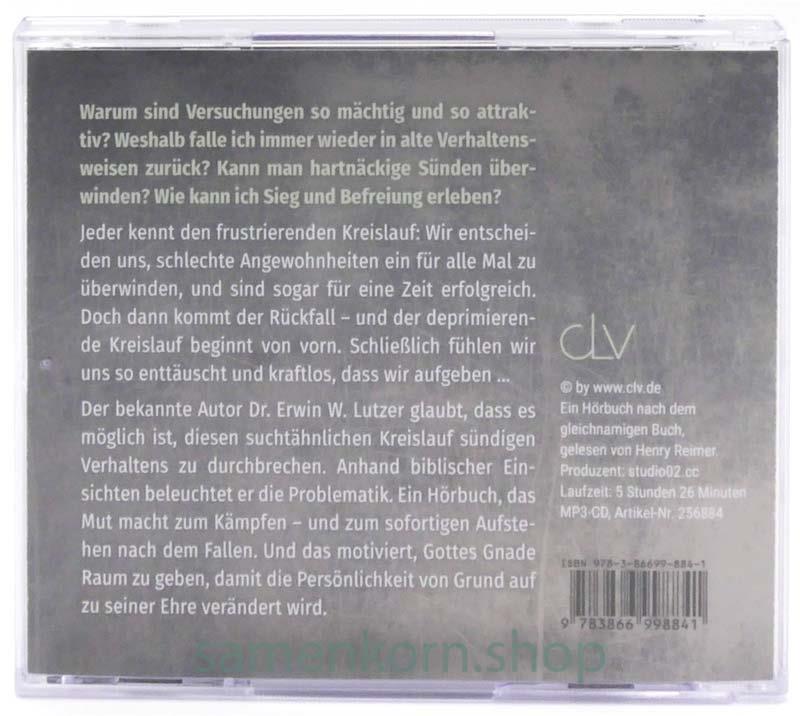 Warum sind Versuchungen so mächtig und so attrak-
tiv? Weshalb falle ich immer wieder in alte Verhaltens-
weisen zurück? Kann man hartnäckige Sünden über-
winden? Wie kann ich Sieg und Befreiung erleben?
Jeder kennt den frustrierenden Kreislauf: Wir entschei-
den uns, schlechte Angewohnheiten ein für alle Mal zu
überwinden, und sind sogar für eine Zeit erfolgreich.
Doch dann kommt der Rückfall – und der deprimieren-
de Kreislauf beginnt von vorn. Schließlich fühlen wir
uns so enttäuscht und kraftlos, dass wir aufgeben ...
Der bekannte Autor Dr. Erwin W. Lutzer glaubt, dass es
möglich ist, diesen suchtähnlichen Kreislauf sündigen
Verhaltens zu durchbrechen. Anhand biblischer Ein-
sichten beleuchtet er die Problematik. Ein Hörbuch, das
Mut macht zum Kämpfen – und zum sofortigen Aufste-
hen nach dem Fallen. Und das motiviert, Gottes Gnade
Raum zu geben, damit die Persönlichkeit von Grund auf
zu seiner Ehre verändert wird.
clv
© by www.clv.de
Ein Hörbuch nach dem
gleichnamigen Buch,
gelesen von Henry Reimer.
Produzent: studio02.cc
Laufzeit: 5 Stunden 26 Minuten
MP3-CD, Artikel-Nr. 256884
ISBN 978-3-86699-884-1
9 783866 998841
samenkorn.shop